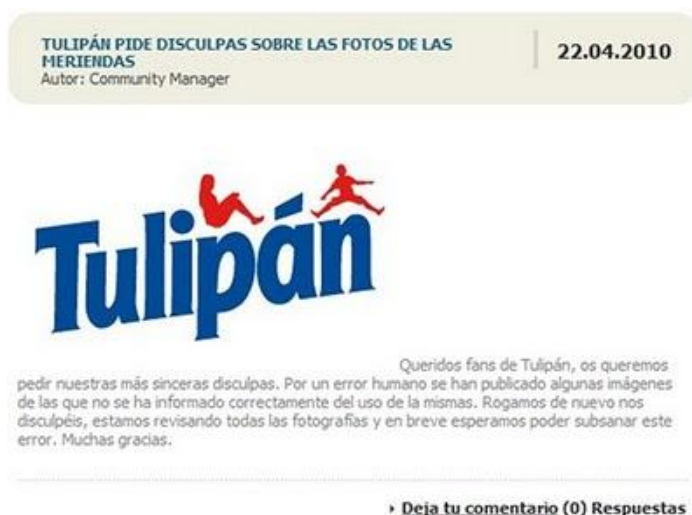 TULIPÁN PIDE DISCULPAS SOBRE LAS FOTOS DE LAS
MERIENDAS
Autor: Community Manager
22.04.2010
Tulipán
Queridos fans de Tulipán, os queremos
pedir nuestras más sinceras disculpas. Por un error humano se han publicado algunas imágenes
de las que no se ha informado correctamente del uso de la mismas. Rogamos de nuevo nos
disculpéis, estamos revisando todas las fotografías y en breve esperamos poder subsanar este
error. Muchas gracias.
Deja tu comentario (0) Respuestas